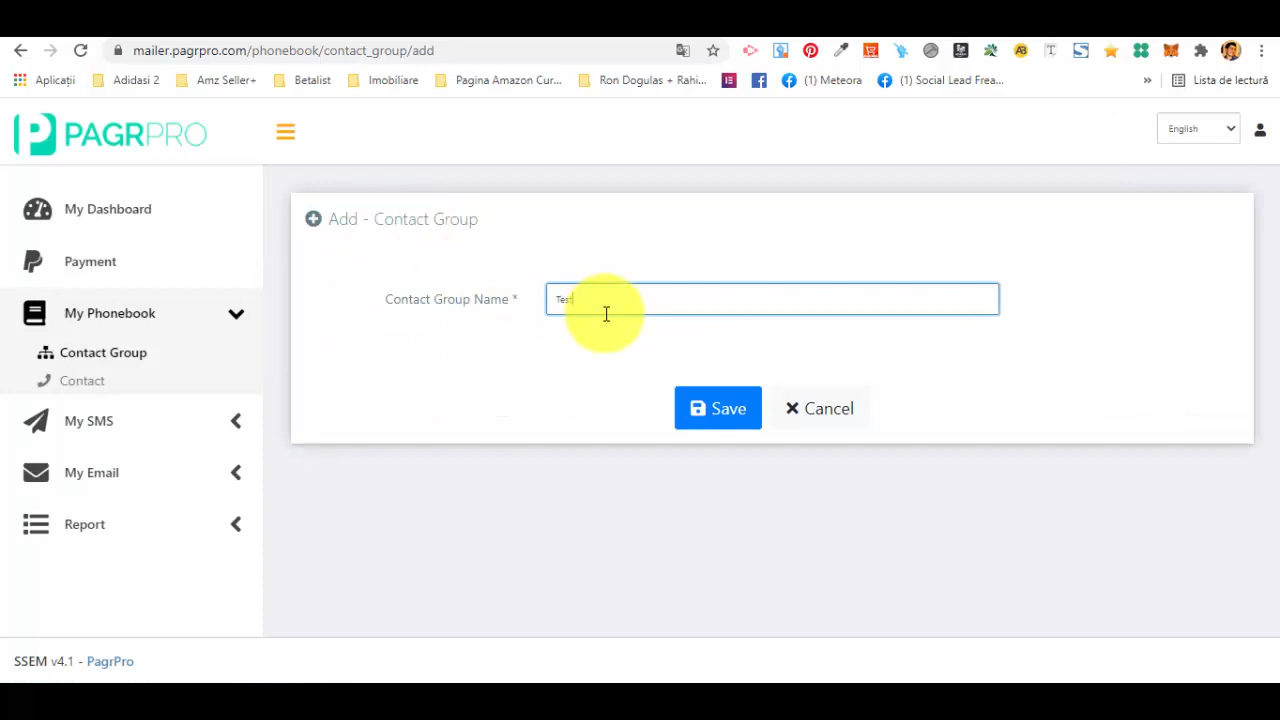 mailer.pagrpro.com/phonebook/contact_group/add
Aplicații Adidasi 2 Amz Seller+ Betalist Imobiliare Pagina Amazon Cur... Ron Dogulas + Rahi... (1) Meteora (1) Social Lead Frea... » Lista de lectură
PAGRPRO
English
My Dashboard
Payment
My Phonebook
Contact Group
Contact
My SMS
My Email
Report
Add - Contact Group
Contact Group Name *
Test
Save
Cancel
SSEM v4.1 - PagrPro